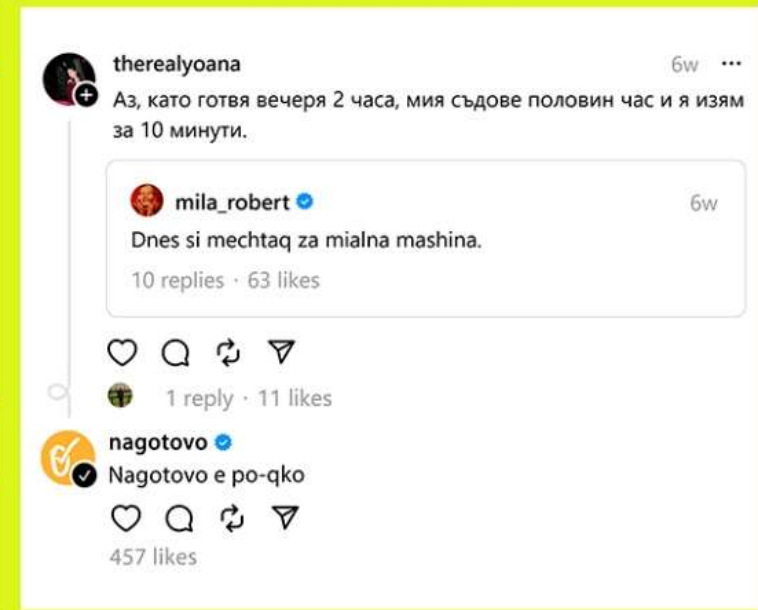 therealyoana 6w
Аз, като готвя вечеря 2 часа, мия съдове половин час и я изям
за 10 минути.
mila_robert 6w
Dnes si mechtaq za mialna mashina.
10 replies · 63 likes
1 reply · 11 likes
nagotovo
Nagotovo e po-qko
457 likes